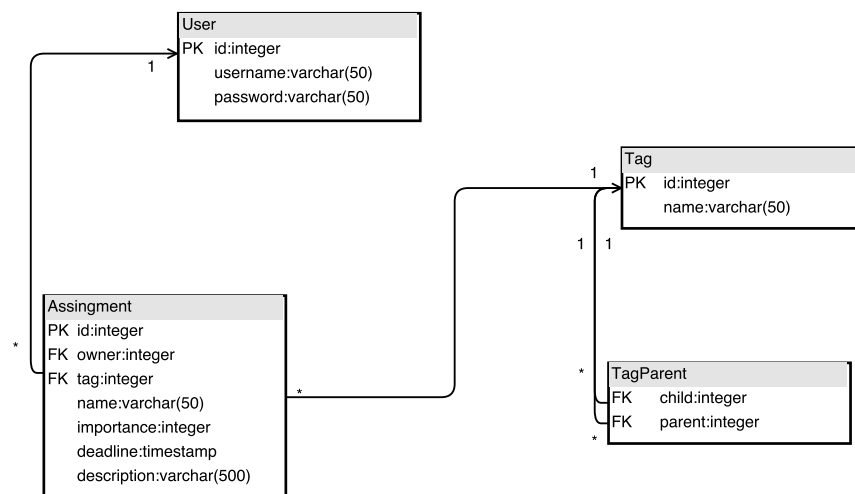 User
PK id:integer
username:varchar(50)
password:varchar(50)
1
1
Tag
PK id:integer
name:varchar(50)
1 1
Assingment
PK id:integer
FK owner:integer
FK tag:integer
name:varchar(50)
importance:integer
deadline:timestamp
description:varchar(500)
*
*
*
TagParent
FK child:integer
FK parent:integer
*